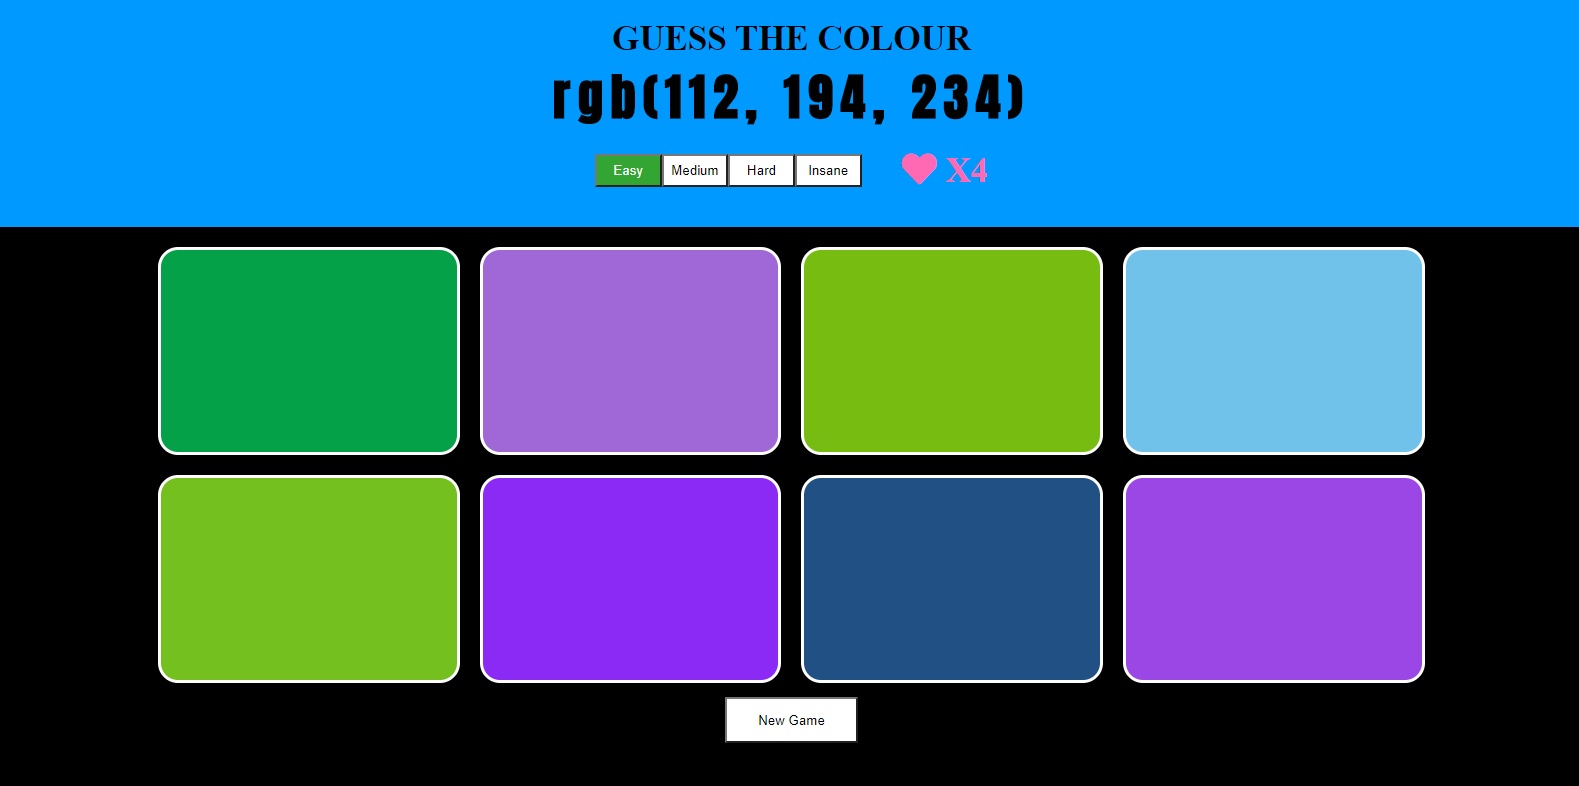 GUESS THE COLOUR
rgb(112, 194, 234)
Easy Medium Hard Insane X4
New Game